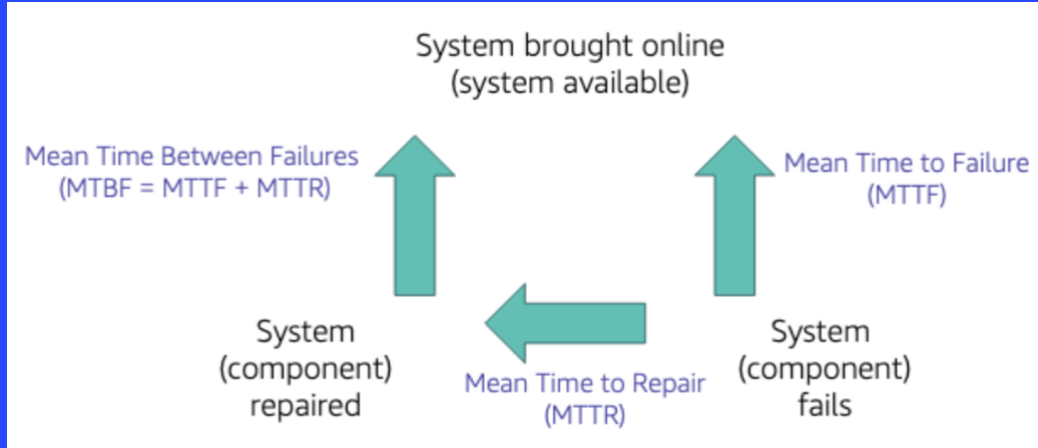 System brought online
(system available)
Mean Time Between Failures
(MTBF = MTTF + MTTR)
Mean Time to Failure
(MTTF)
System
(component)
repaired
Mean Time to Repair
(MTTR)
System
(component)
fails